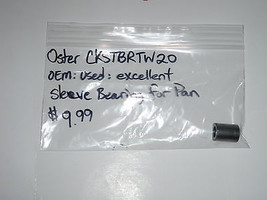 Oster CKSTBRTW20
OEM: used: excellent
Sleeve Bearing for Pan
$9.99